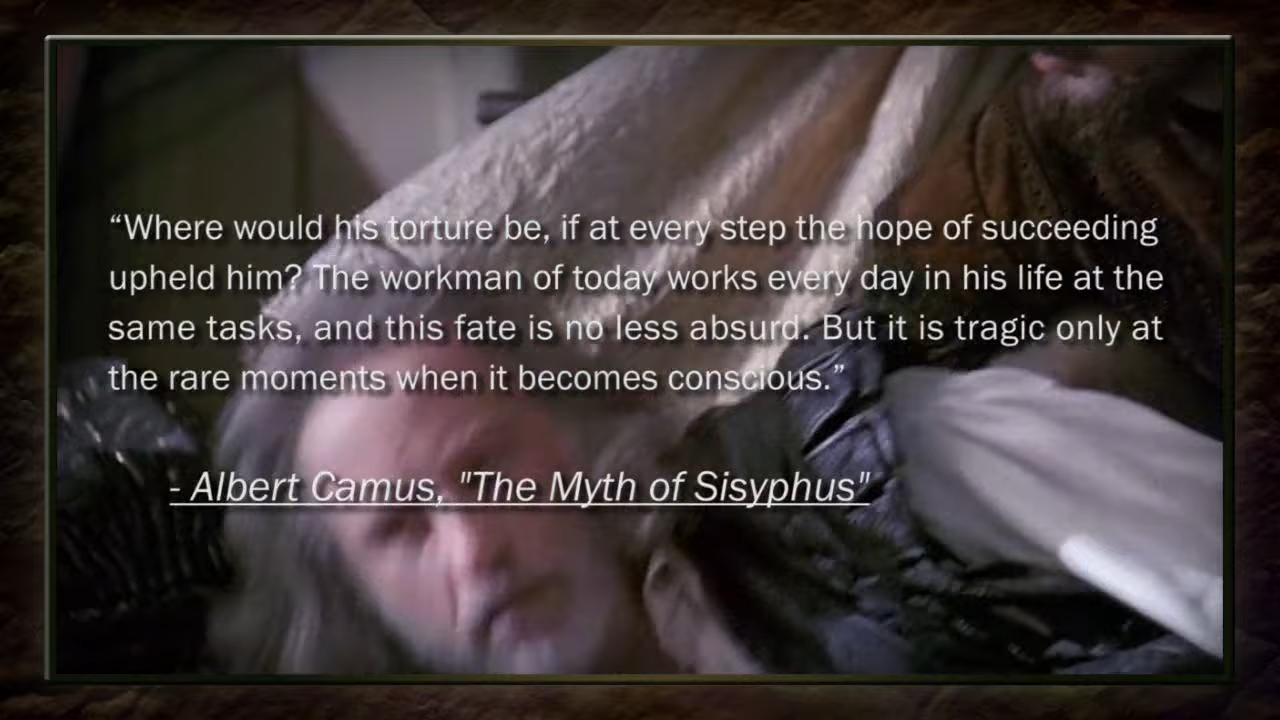 “Where would his torture be, if at every step the hope of succeeding
upheld him? The workman of today works every day in his life at the
same tasks, and this fate is no less absurd. But it is tragic only at
the rare moments when it becomes conscious.”
- Albert Camus, "The Myth of Sisyphus"